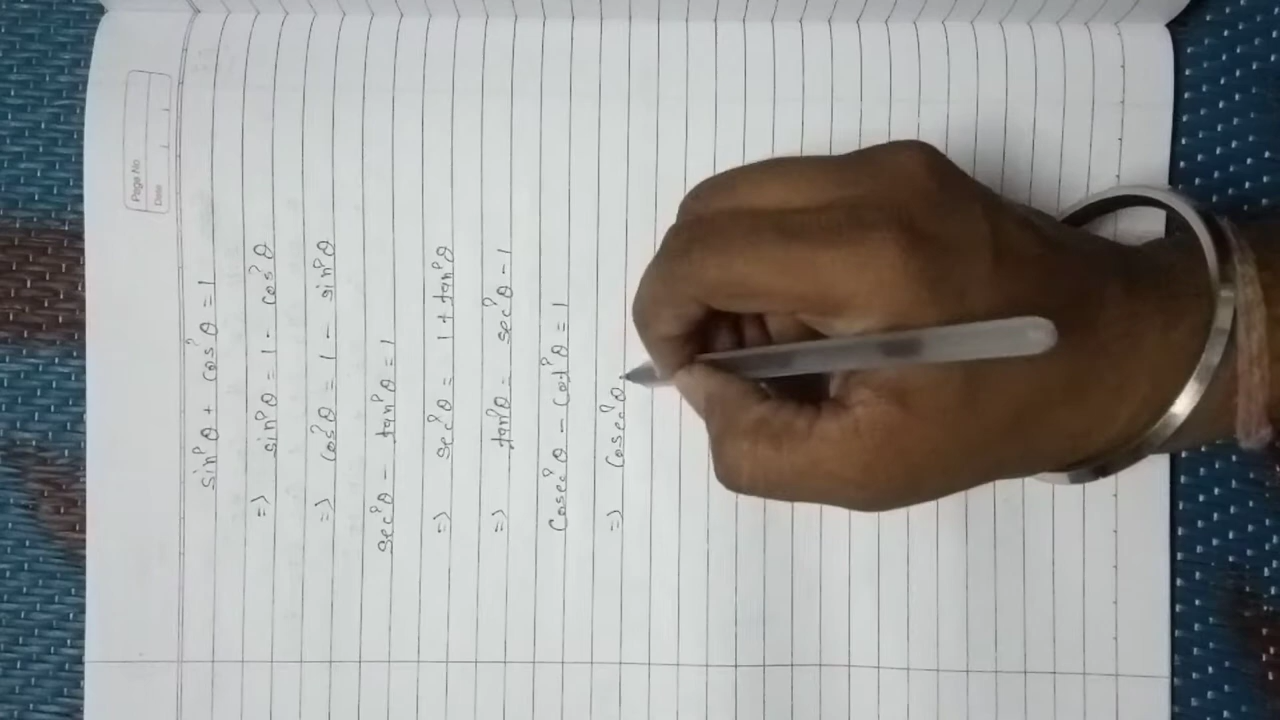 Page No
Date
sin²θ + cos²θ = 1
=) sin²θ = 1 - cos²θ
=) cos²θ = 1 - sin²θ
sec²θ - tan²θ = 1
=) sec²θ = 1 + tan²θ
=) tan²θ = sec²θ - 1
Cosec²θ - Cot²θ = 1
=) Cosec²θ